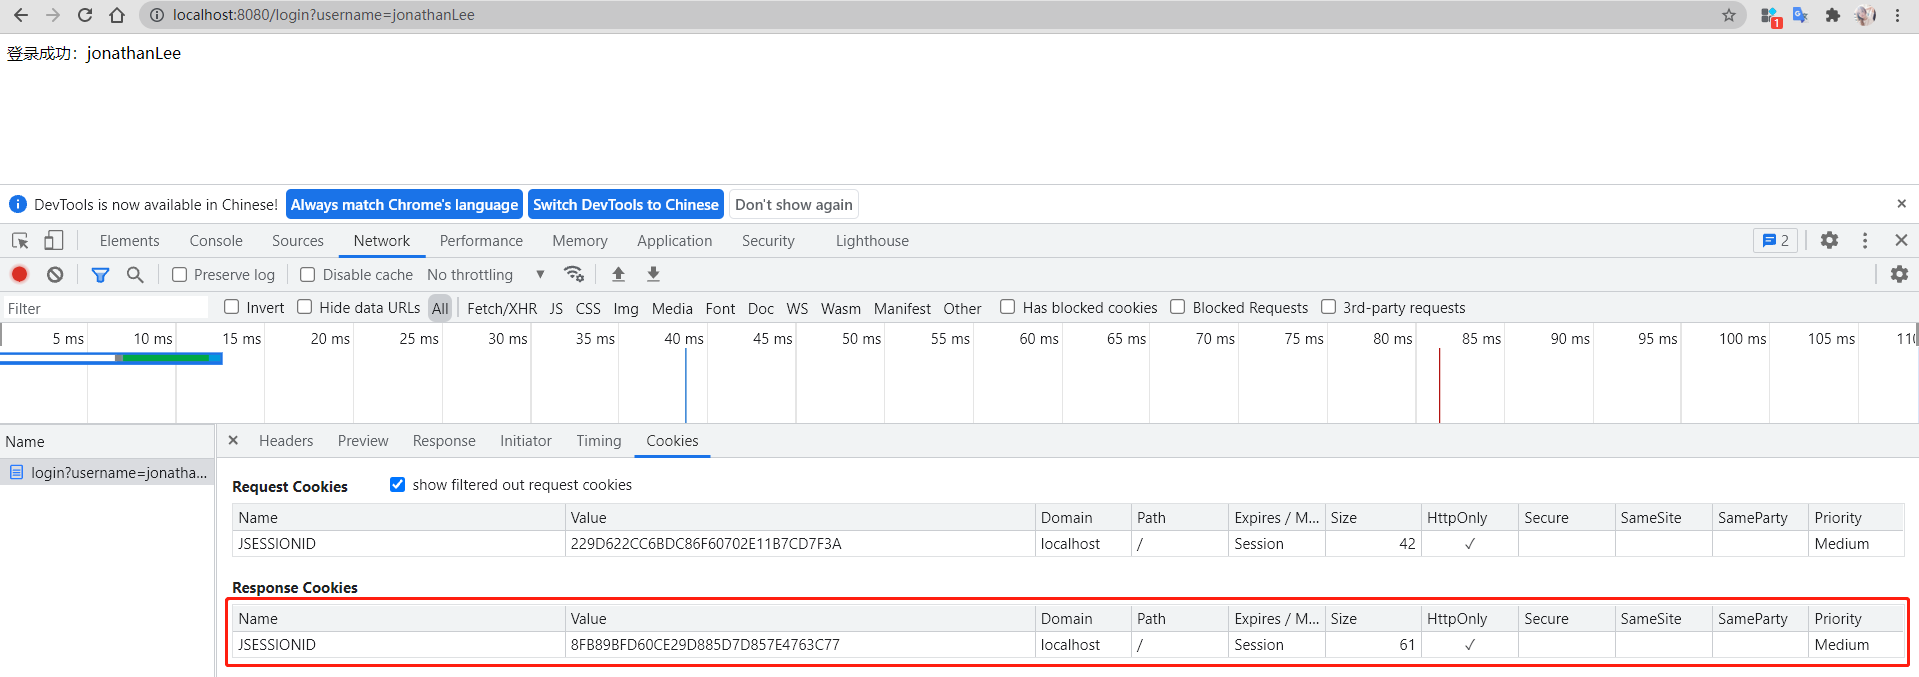 localhost:8080/login?username=jonathanLee
1
登录成功：jonathanLee
DevTools is now available in Chinese! Always match Chrome's language Switch DevTools to Chinese Don't show again
Elements Console Sources Network Performance Memory Application Security Lighthouse 2
Preserve log Disable cache No throttling
Filter Invert Hide data URLs All Fetch/XHR JS CSS Img Media Font Doc WS Wasm Manifest Other Has blocked cookies Blocked Requests 3rd-party requests
5 ms 10 ms 15 ms 20 ms 25 ms 30 ms 35 ms 40 ms 45 ms 50 ms 55 ms 60 ms 65 ms 70 ms 75 ms 80 ms 85 ms 90 ms 95 ms 100 ms 105 ms 11
Name Headers Preview Response Initiator Timing Cookies
login?username=jonatha...
Request Cookies show filtered out request cookies
Name Value Domain Path Expires / M... Size HttpOnly Secure SameSite SameParty Priority
JSESSIONID 229D622CC6BDC86F60702E11B7CD7F3A localhost / Session 42 ✓ Medium
Response Cookies
Name Value Domain Path Expires / M... Size HttpOnly Secure SameSite SameParty Priority
JSESSIONID 8FB89BFD60CE29D885D7D857E4763C77 localhost / Session 61 ✓ Medium